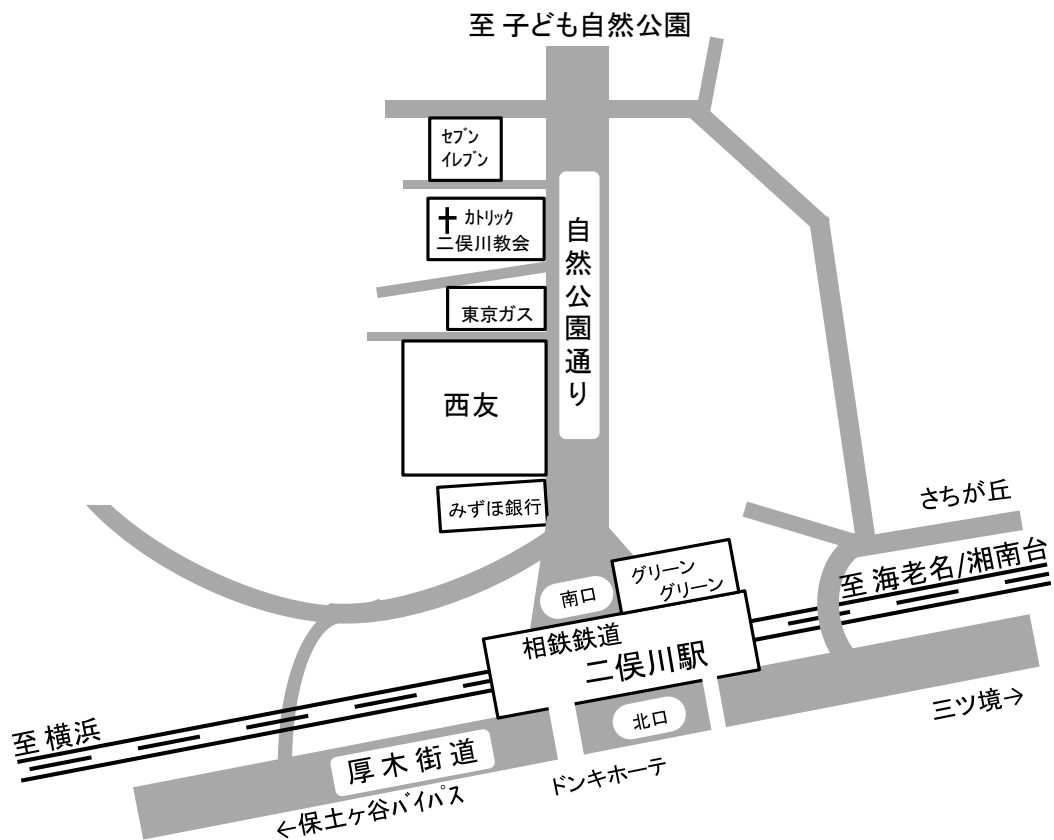 至 子ども自然公園
セブン
イレブン
カトリック
二俣川教会
自然公園通り
東京ガス
西友
みずほ銀行
さちが丘
グリーン
グリーン
至 海老名/湘南台
南口
相鉄鉄道
二俣川駅
北口
三ツ境→
至 横浜
厚木街道
ドンキホーテ
←保土ヶ谷バイパス